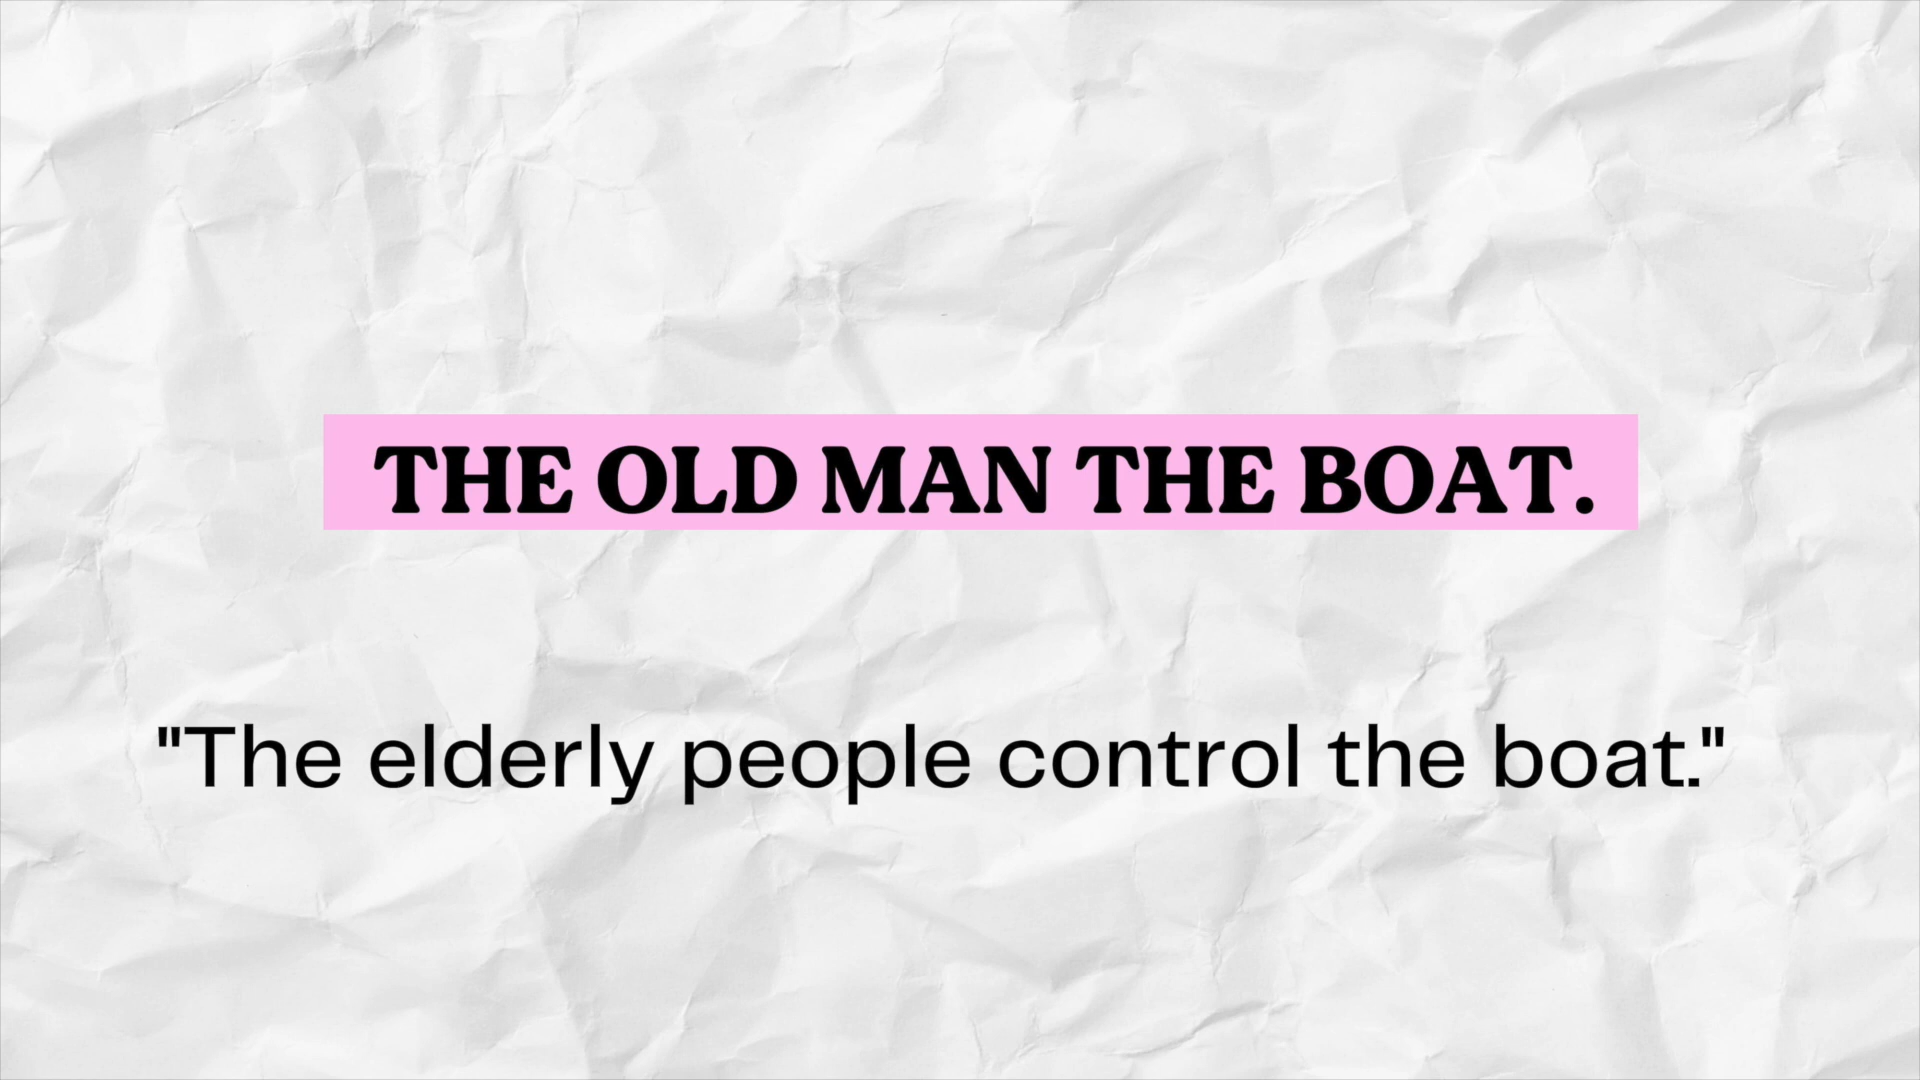 THE OLD MAN THE BOAT.
"The elderly people control the boat."